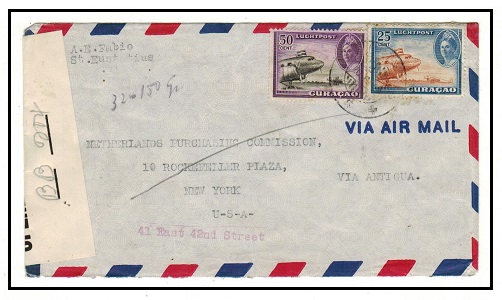 A.E. Fabio
St. Eustatius
LUCHTPOST
50
CENT
CURAÇAO
LUCHTPOST
25
CENT
CURAÇAO
VIA AIR MAIL
NETHERLANDS PURCHASING COMMISSION,
10 ROCKEFELLER PLAZA,
VIA ANTIGUA.
NEW YORK
U-S-A-
41 East 42nd Street
BB